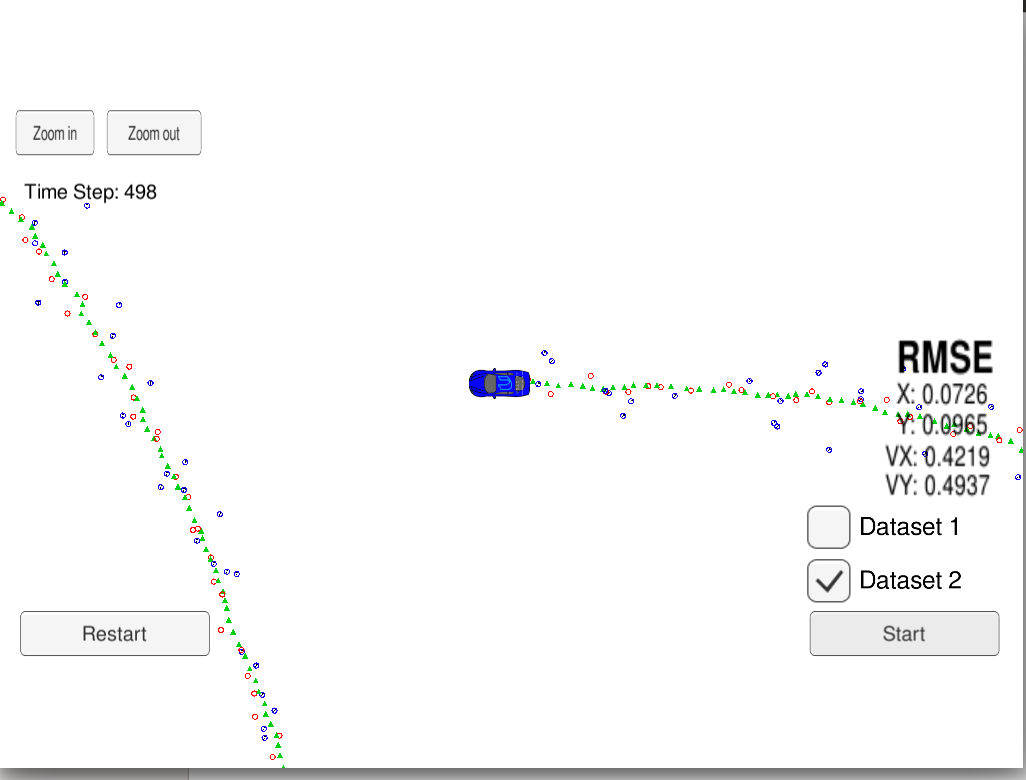 Zoom in
Zoom out
Time Step: 498
RMSE
X: 0.0726
Y: 0.0965
VX: 0.4219
VY: 0.4937
Dataset 1
Dataset 2
Restart
Start